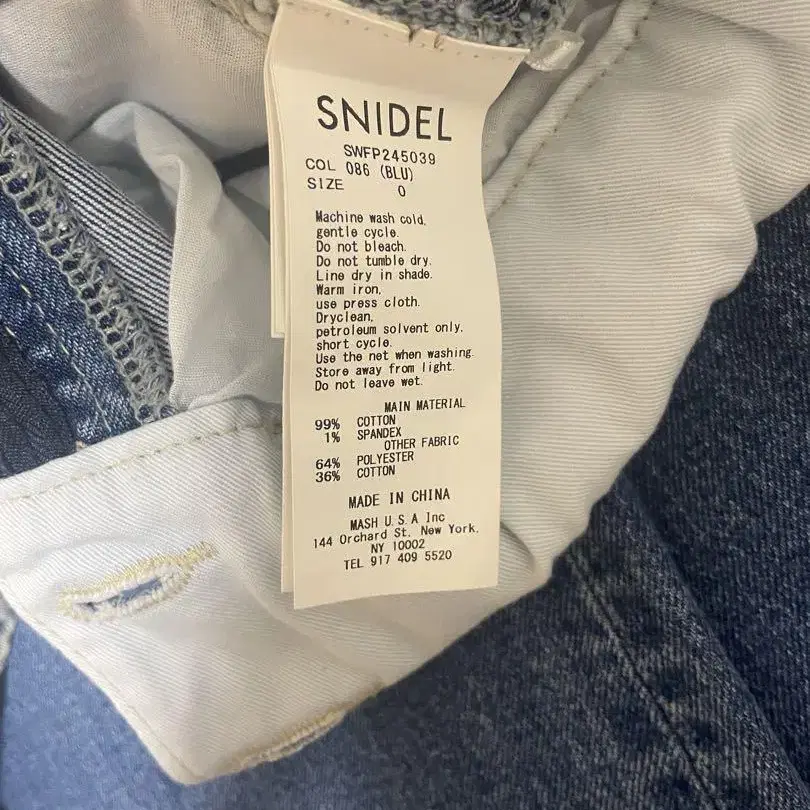 SNIDEL
SWFP245039
COL 086 (BLU)
SIZE 0
Machine wash cold,
gentle cycle.
Do not bleach.
Do not tumble dry.
Line dry in shade.
Warm iron,
use press cloth.
Dryclean,
petroleum solvent only.
short cycle.
Use the net when washing.
Store away from light.
Do not leave wet.
MAIN MATERIAL
99% COTTON
1% SPANDEX
OTHER FABRIC
64% POLYESTER
36% COTTON
MADE IN CHINA
MASH U.S.A Inc
144 Orchard St. New York,
NY 10002
TEL 917 409 5520